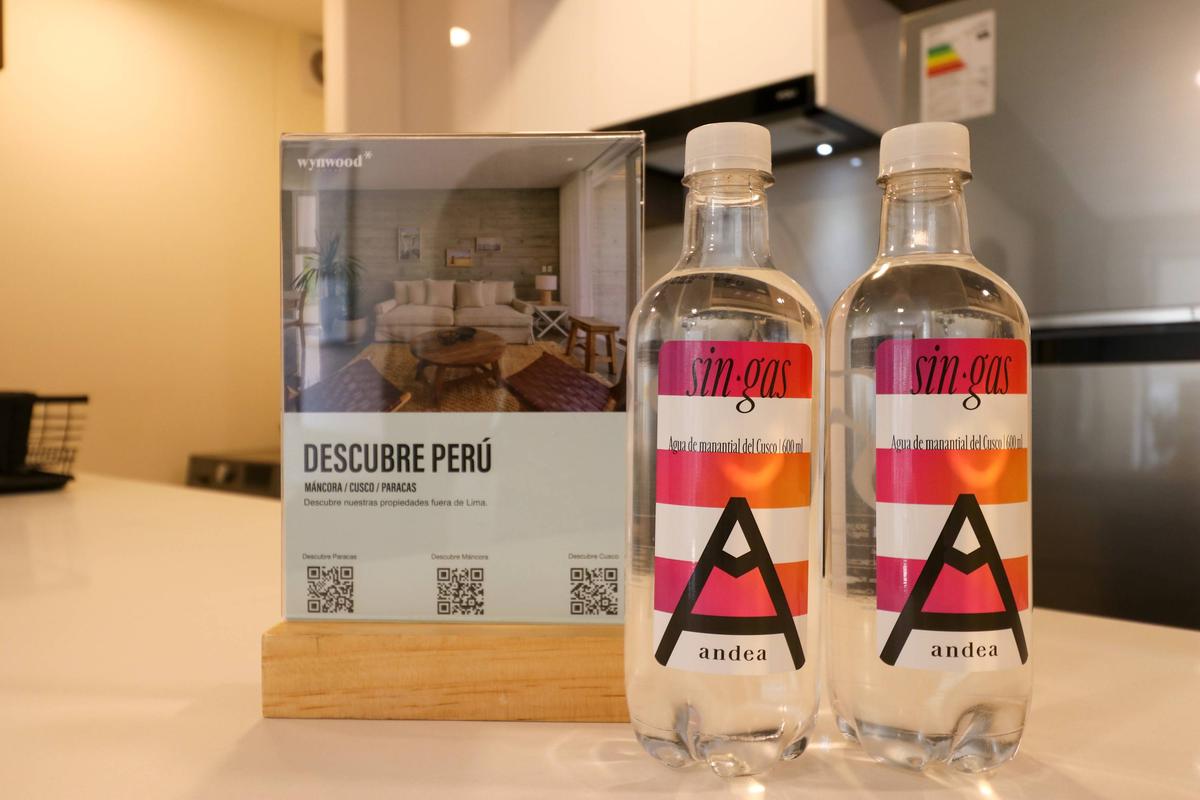 wynwood*
DESCUBRE PERÚ
MÁNCORA / CUSCO / PARACAS
Descubre nuestras propiedades fuera de Lima.
Descubre Paracas
Descubre Máncora
Descubre Cusco
sin·gas
Agua de manantial del Cusco | 600 ml
A
andea
sin·gas
Agua de manantial del Cusco | 600 ml
A
andea